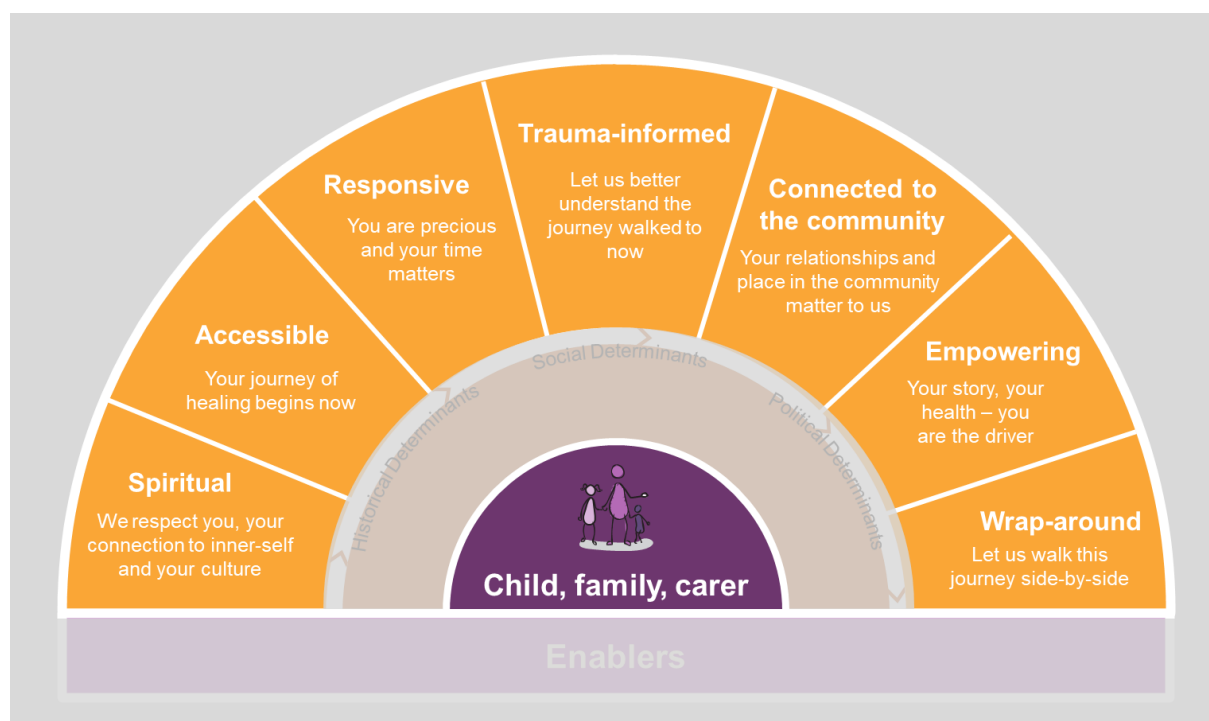 Spiritual
We respect you, your
connection to inner-self
and your culture
Accessible
Your journey of
healing begins now
Responsive
You are precious
and your time
matters
Trauma-informed
Let us better
understand the
journey walked to
now
Connected to
the community
Your relationships and
place in the community
matter to us
Empowering
Your story, your
health – you
are the driver
Wrap-around
Let us walk this
journey side-by-side
Historical Determinants
Social Determinants
Political Determinants
Child, family, carer
Enablers